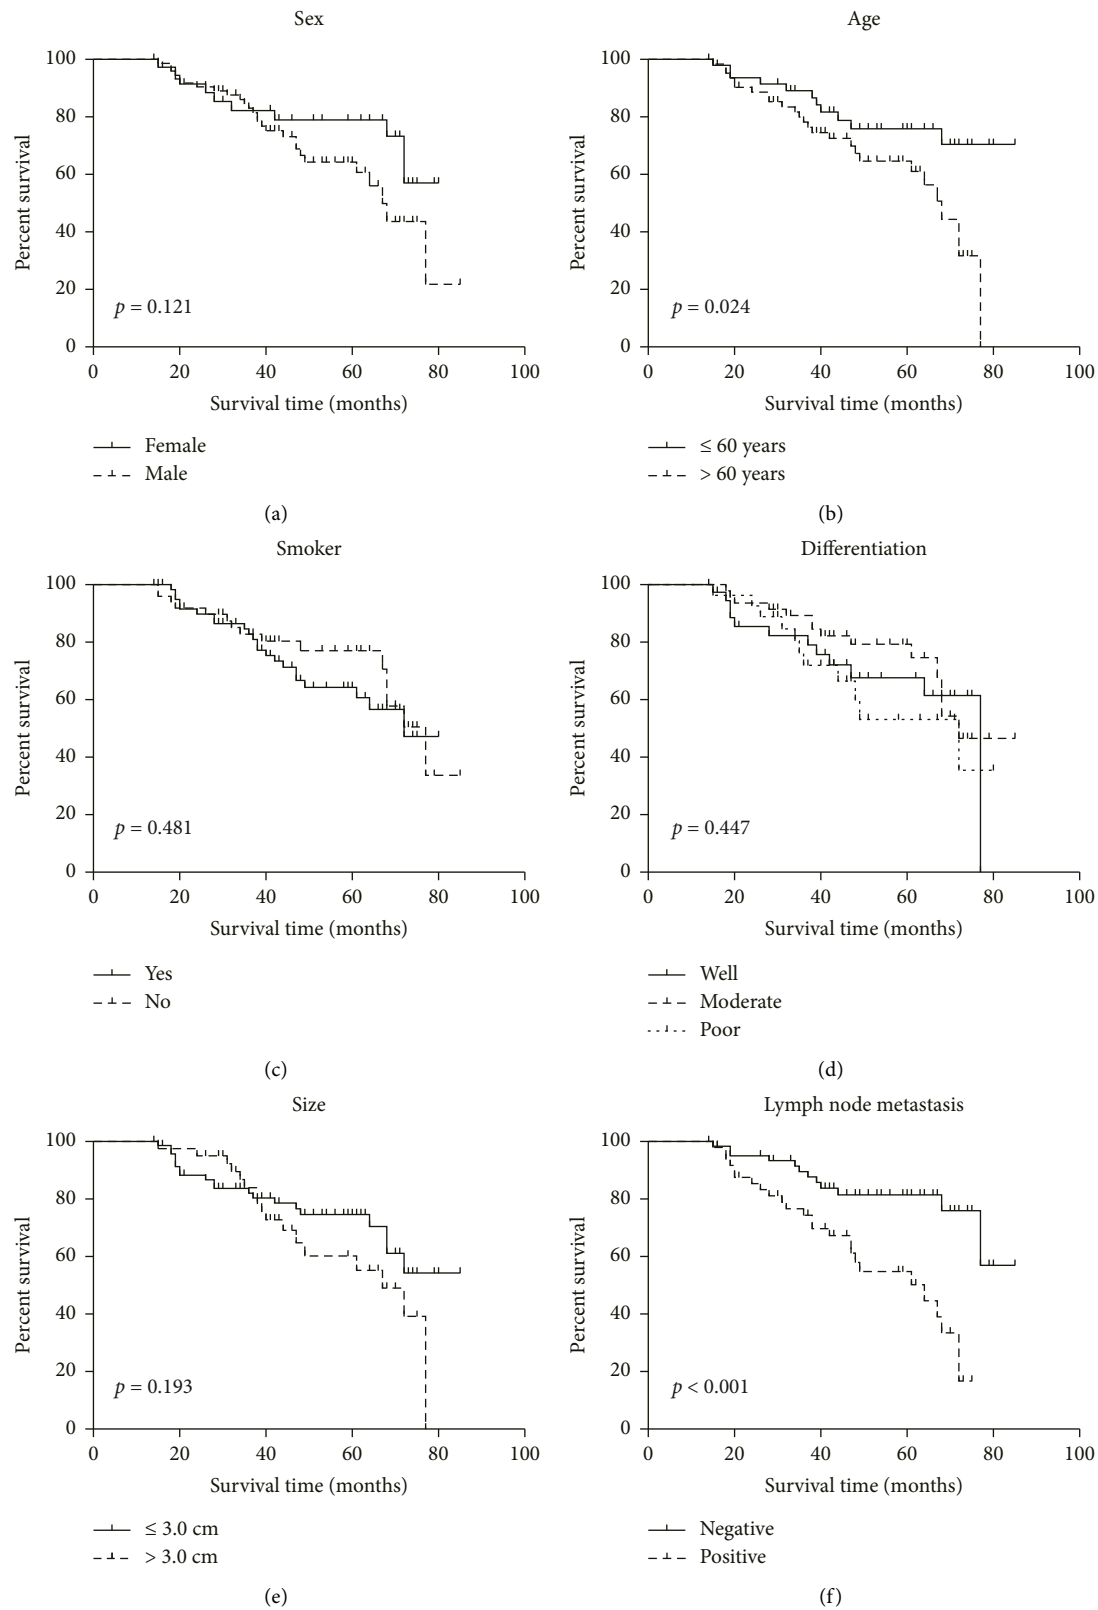 Sex
100
80
60
40
20
0
Percent survival
p = 0.121
0 20 40 60 80 100
Survival time (months)
Female
Male
(a)
Age
100
80
60
40
20
0
Percent survival
p = 0.024
0 20 40 60 80 100
Survival time (months)
≤ 60 years
> 60 years
(b)
Smoker
100
80
60
40
20
0
Percent survival
p = 0.481
0 20 40 60 80 100
Survival time (months)
Yes
No
(c)
Differentiation
100
80
60
40
20
0
Percent survival
p = 0.447
0 20 40 60 80 100
Survival time (months)
Well
Moderate
Poor
(d)
Size
100
80
60
40
20
0
Percent survival
p = 0.193
0 20 40 60 80 100
Survival time (months)
≤ 3.0 cm
> 3.0 cm
(e)
Lymph node metastasis
100
80
60
40
20
0
Percent survival
p < 0.001
0 20 40 60 80 100
Survival time (months)
Negative
Positive
(f)